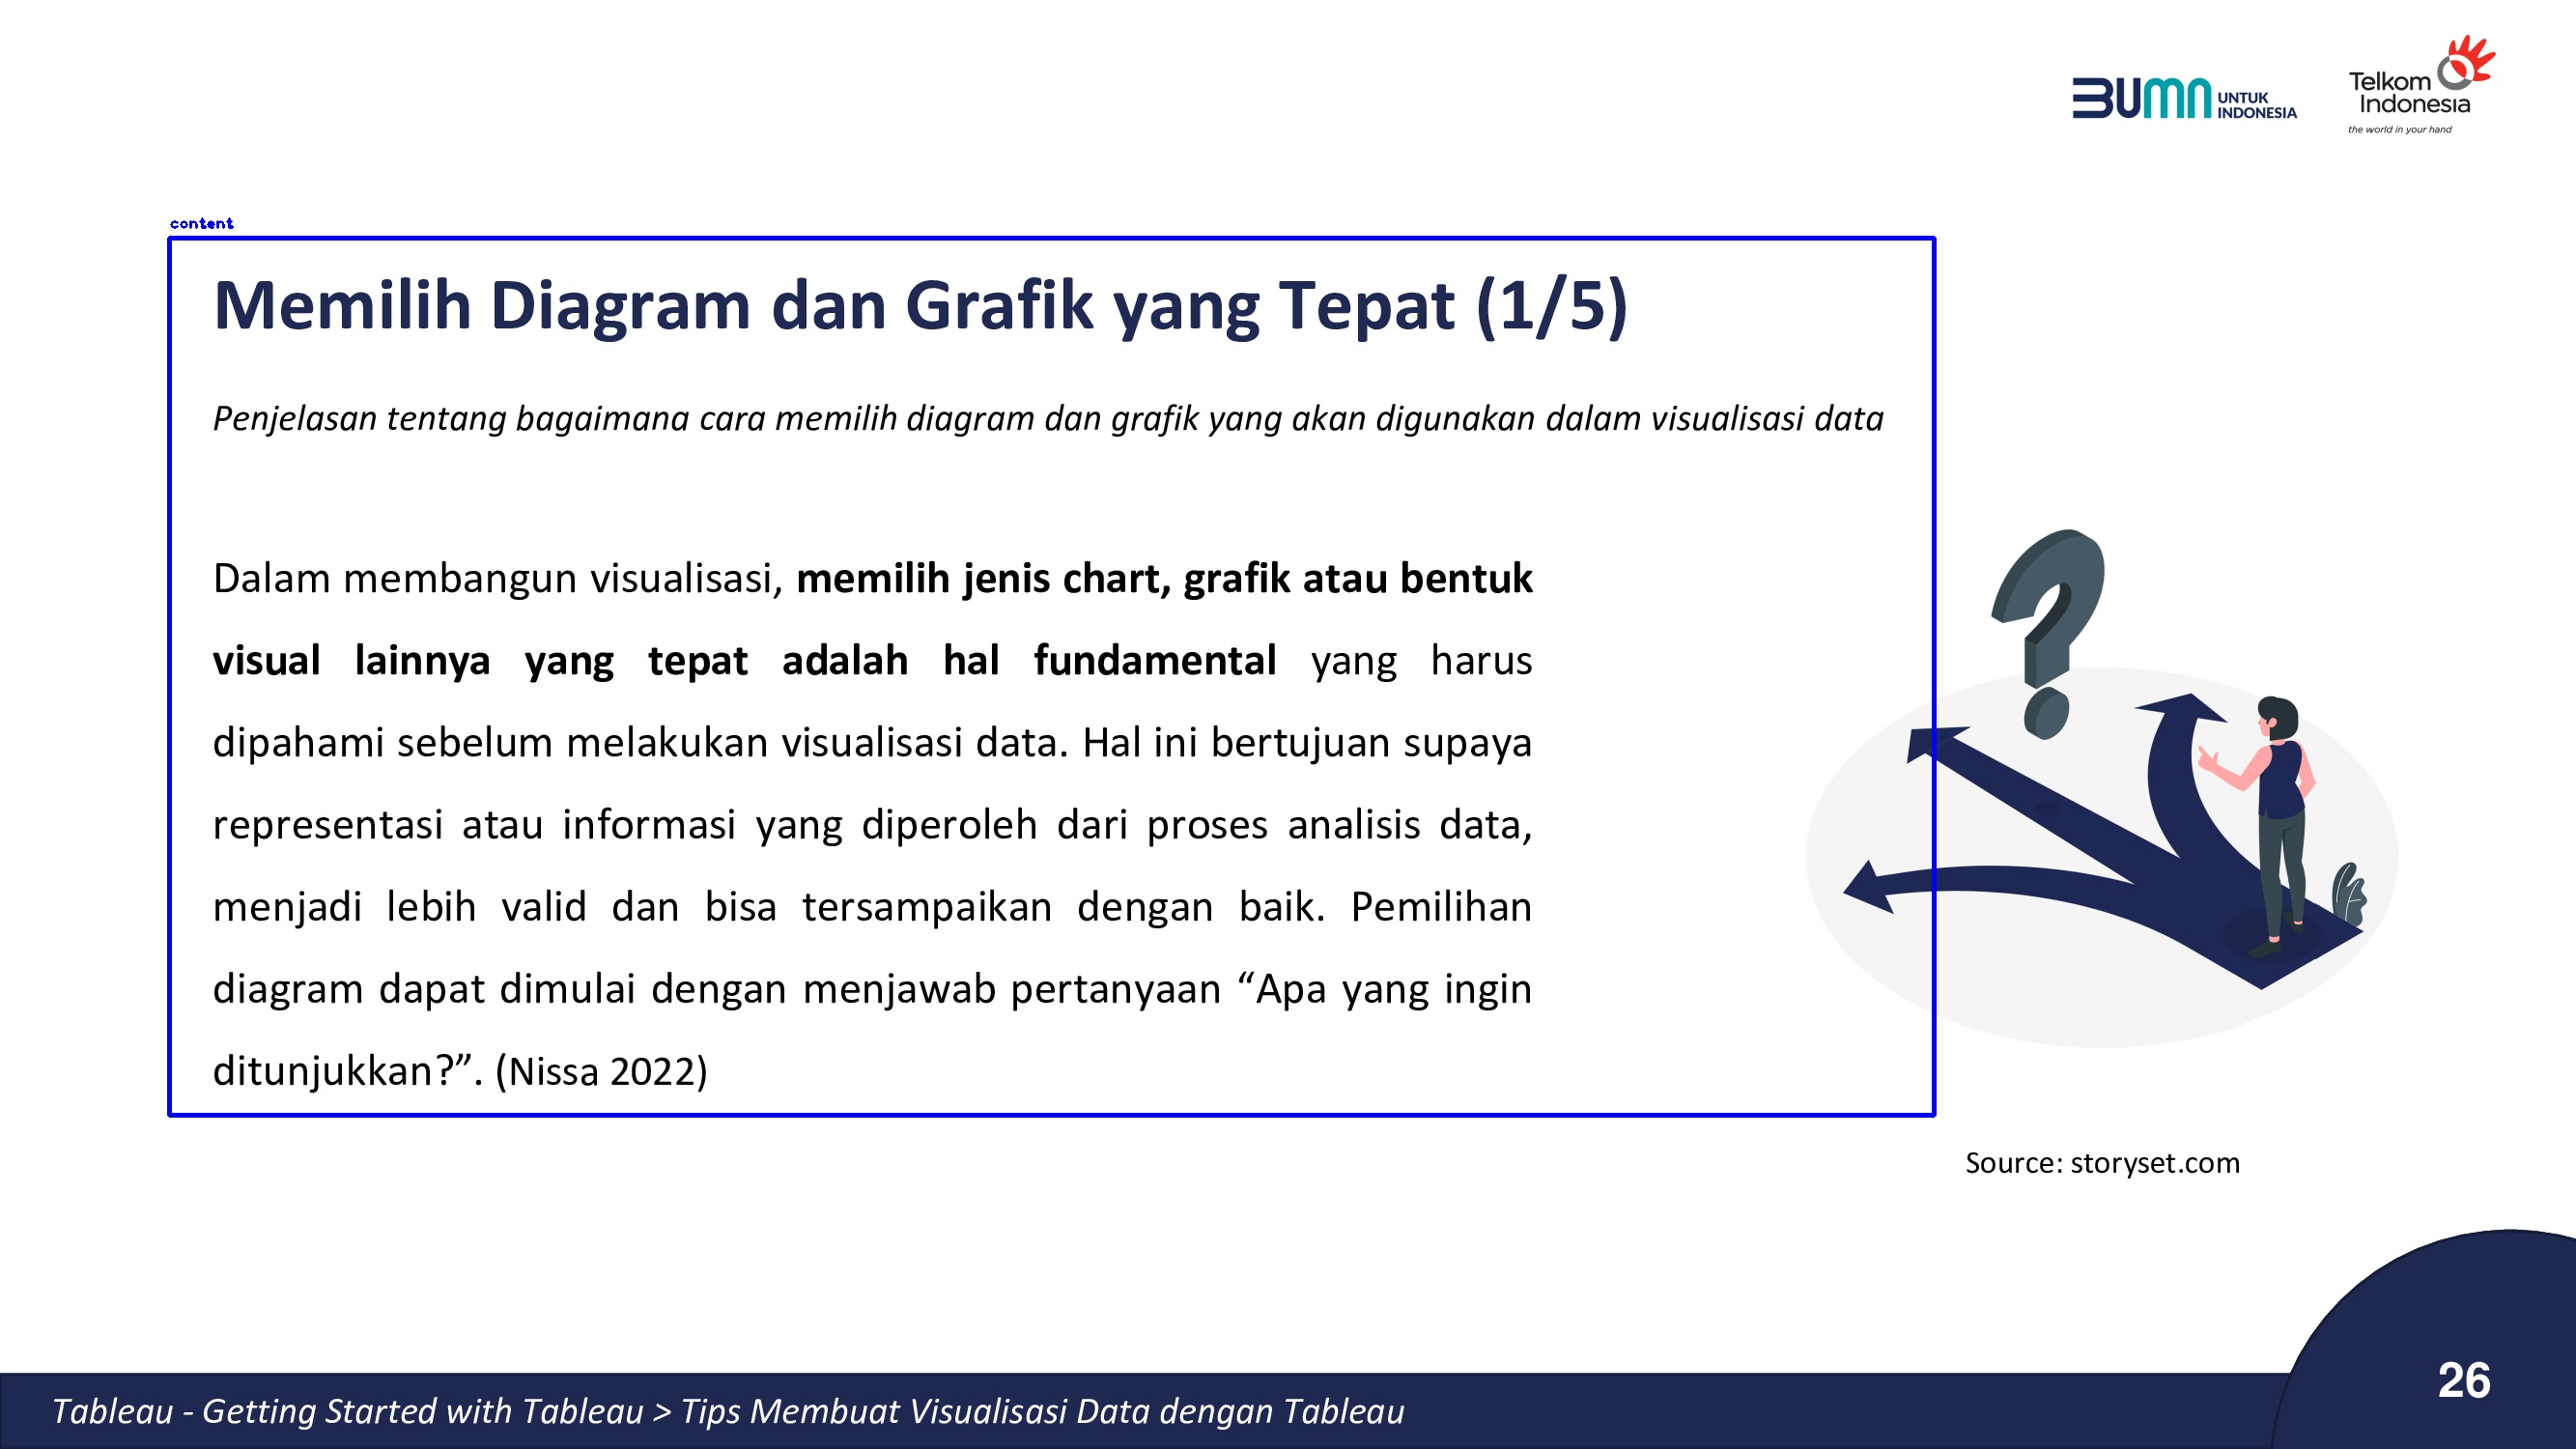 BUMN UNTUK INDONESIA
Telkom Indonesia
the world in your hand
content
Memilih Diagram dan Grafik yang Tepat (1/5)
Penjelasan tentang bagaimana cara memilih diagram dan grafik yang akan digunakan dalam visualisasi data
Dalam membangun visualisasi, memilih jenis chart, grafik atau bentuk
visual lainnya yang tepat adalah hal fundamental yang harus
dipahami sebelum melakukan visualisasi data. Hal ini bertujuan supaya
representasi atau informasi yang diperoleh dari proses analisis data,
menjadi lebih valid dan bisa tersampaikan dengan baik. Pemilihan
diagram dapat dimulai dengan menjawab pertanyaan “Apa yang ingin
ditunjukkan?”. (Nissa 2022)
Source: storyset.com
Tableau - Getting Started with Tableau > Tips Membuat Visualisasi Data dengan Tableau
26